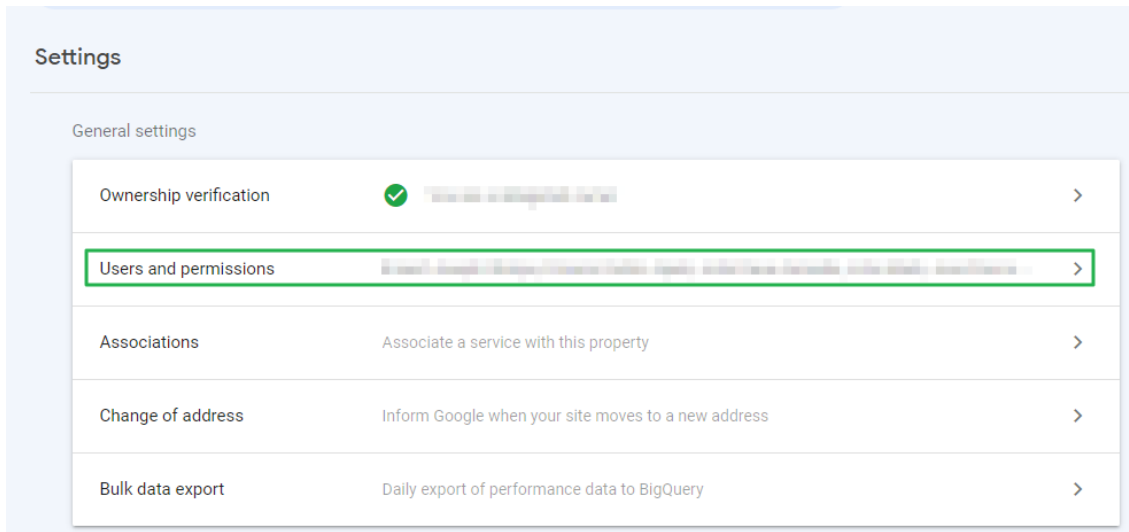 Settings
General settings
Ownership verification
Users and permissions
Associations Associate a service with this property
Change of address Inform Google when your site moves to a new address
Bulk data export Daily export of performance data to BigQuery